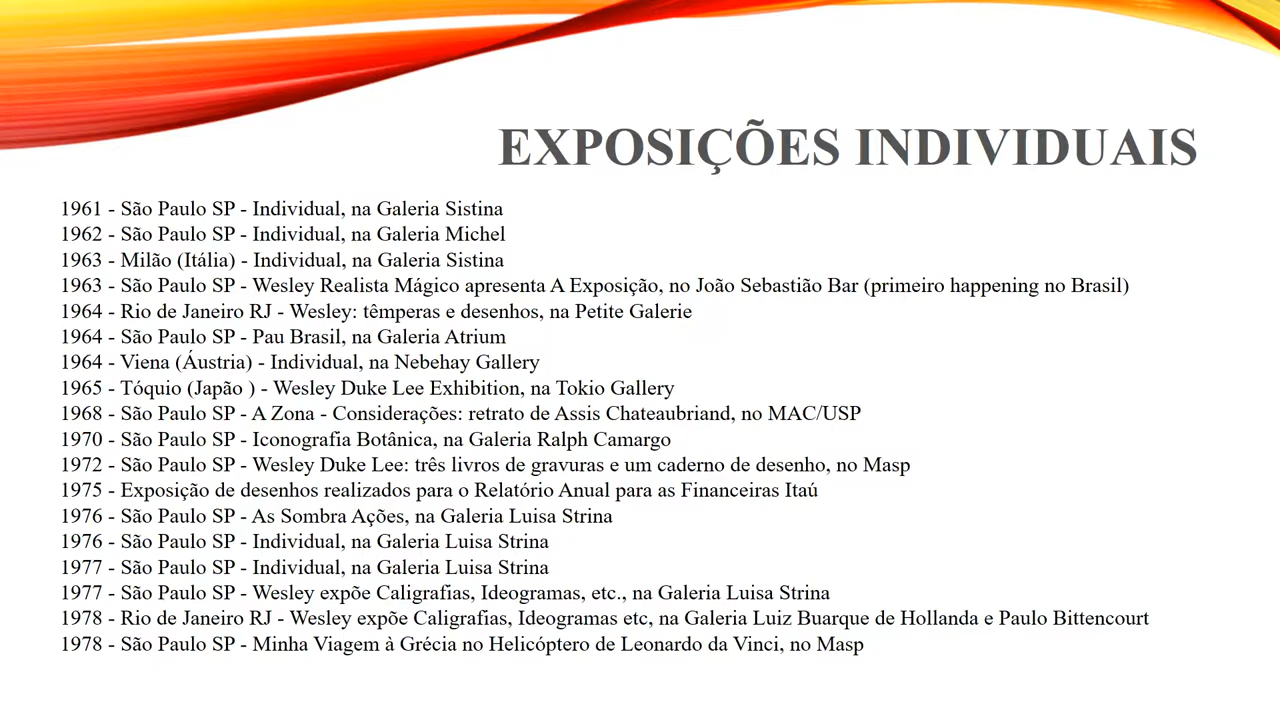 EXPOSIÇÕES INDIVIDUAIS
1961 - São Paulo SP - Individual, na Galeria Sistina
1962 - São Paulo SP - Individual, na Galeria Michel
1963 - Milão (Itália) - Individual, na Galeria Sistina
1963 - São Paulo SP - Wesley Realista Mágico apresenta A Exposição, no João Sebastião Bar (primeiro happening no Brasil)
1964 - Rio de Janeiro RJ - Wesley: têmperas e desenhos, na Petite Galerie
1964 - São Paulo SP - Pau Brasil, na Galeria Atrium
1964 - Viena (Áustria) - Individual, na Nebehay Gallery
1965 - Tóquio (Japão ) - Wesley Duke Lee Exhibition, na Tokio Gallery
1968 - São Paulo SP - A Zona - Considerações: retrato de Assis Chateaubriand, no MAC/USP
1970 - São Paulo SP - Iconografia Botânica, na Galeria Ralph Camargo
1972 - São Paulo SP - Wesley Duke Lee: três livros de gravuras e um caderno de desenho, no Masp
1975 - Exposição de desenhos realizados para o Relatório Anual para as Financeiras Itaú
1976 - São Paulo SP - As Sombra Ações, na Galeria Luisa Strina
1976 - São Paulo SP - Individual, na Galeria Luisa Strina
1977 - São Paulo SP - Individual, na Galeria Luisa Strina
1977 - São Paulo SP - Wesley expõe Caligrafias, Ideogramas, etc., na Galeria Luisa Strina
1978 - Rio de Janeiro RJ - Wesley expõe Caligrafias, Ideogramas etc, na Galeria Luiz Buarque de Hollanda e Paulo Bittencourt
1978 - São Paulo SP - Minha Viagem à Grécia no Helicóptero de Leonardo da Vinci, no Masp